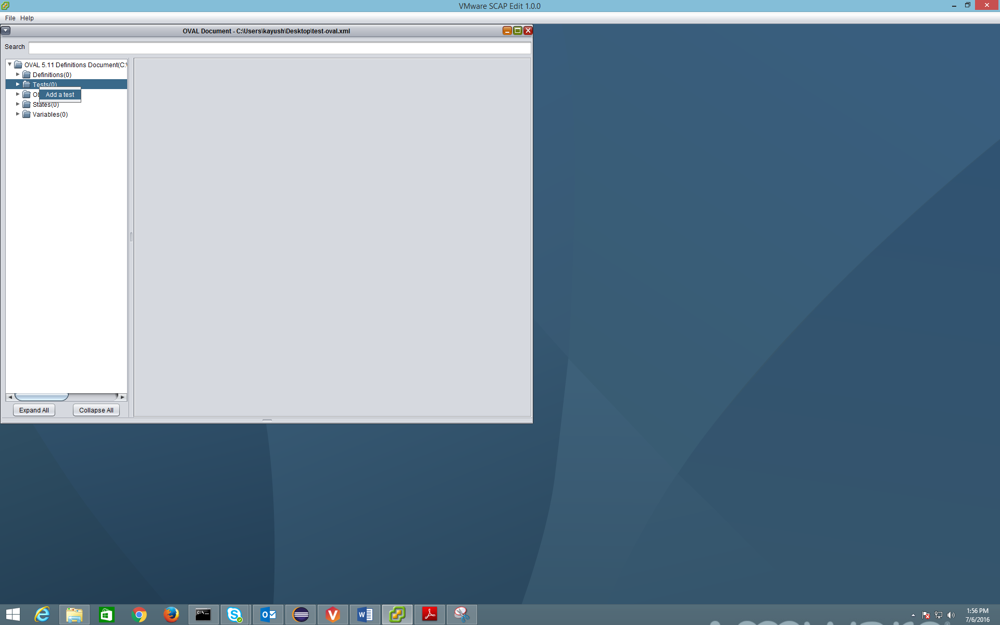 VMware SCAP Edit 1.0.0
File Help
OVAL Document - C:\Users\kayush\Desktop\test-oval.xml
Search
OVAL 5.11 Definitions Document(C:\
Definitions(0)
Tests(0)
Add a test
States(0)
Variables(0)
Expand All
Collapse All
C:\_
1:56 PM
7/6/2016